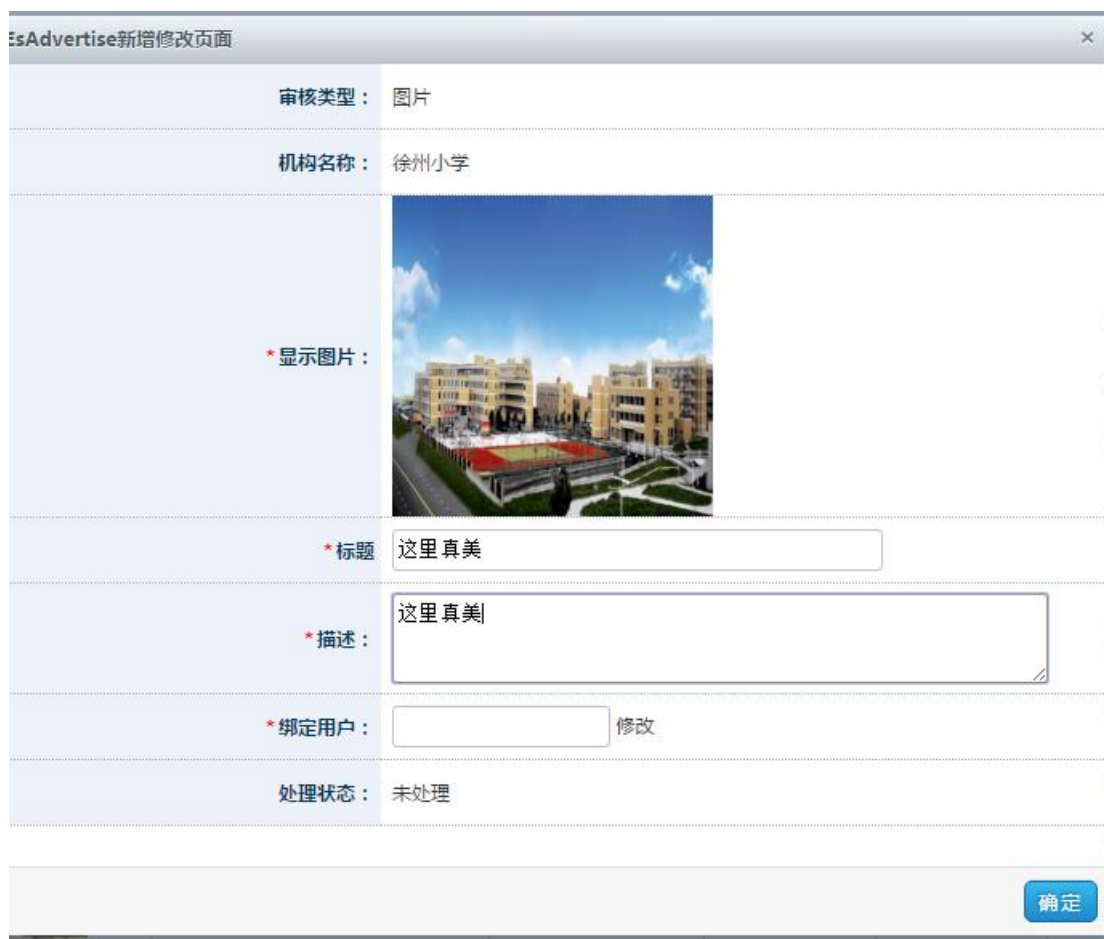 EsAdvertise新增修改页面 ×
审核类型： 图片
机构名称： 徐州小学
*显示图片：
*标题 这里真美
*描述： 这里真美
*绑定用户： 修改
处理状态： 未处理
确定